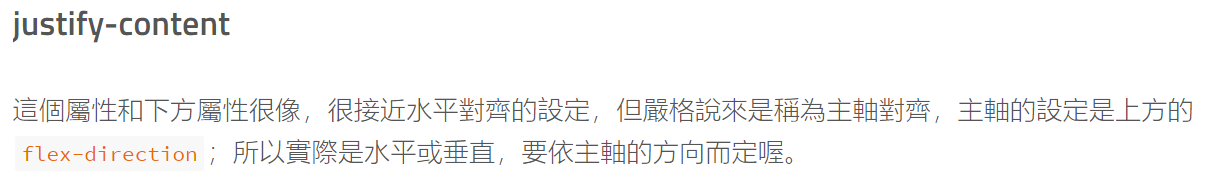 justify-content
這個屬性和下方屬性很像，很接近水平對齊的設定，但嚴格說來是稱為主軸對齊，主軸的設定是上方的
flex-direction；所以實際是水平或垂直，要依主軸的方向而定喔。